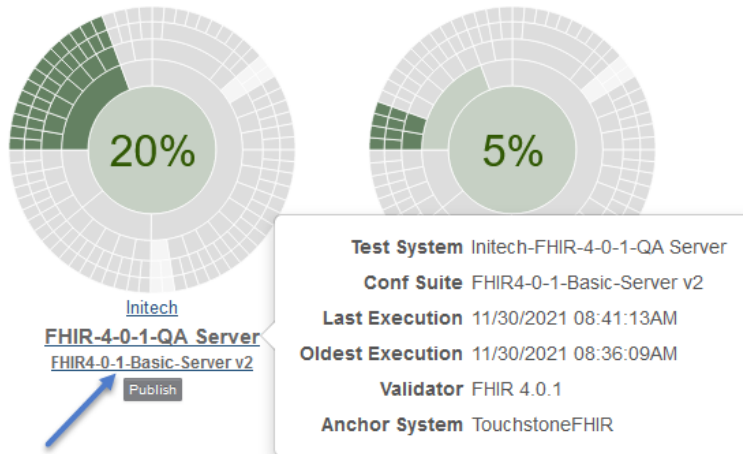 20%
5%
Initech
FHIR-4-0-1-QA Server
FHIR4-0-1-Basic-Server v2
Publish
Test System Initech-FHIR-4-0-1-QA Server
Conf Suite FHIR4-0-1-Basic-Server v2
Last Execution 11/30/2021 08:41:13AM
Oldest Execution 11/30/2021 08:36:09AM
Validator FHIR 4.0.1
Anchor System TouchstoneFHIR